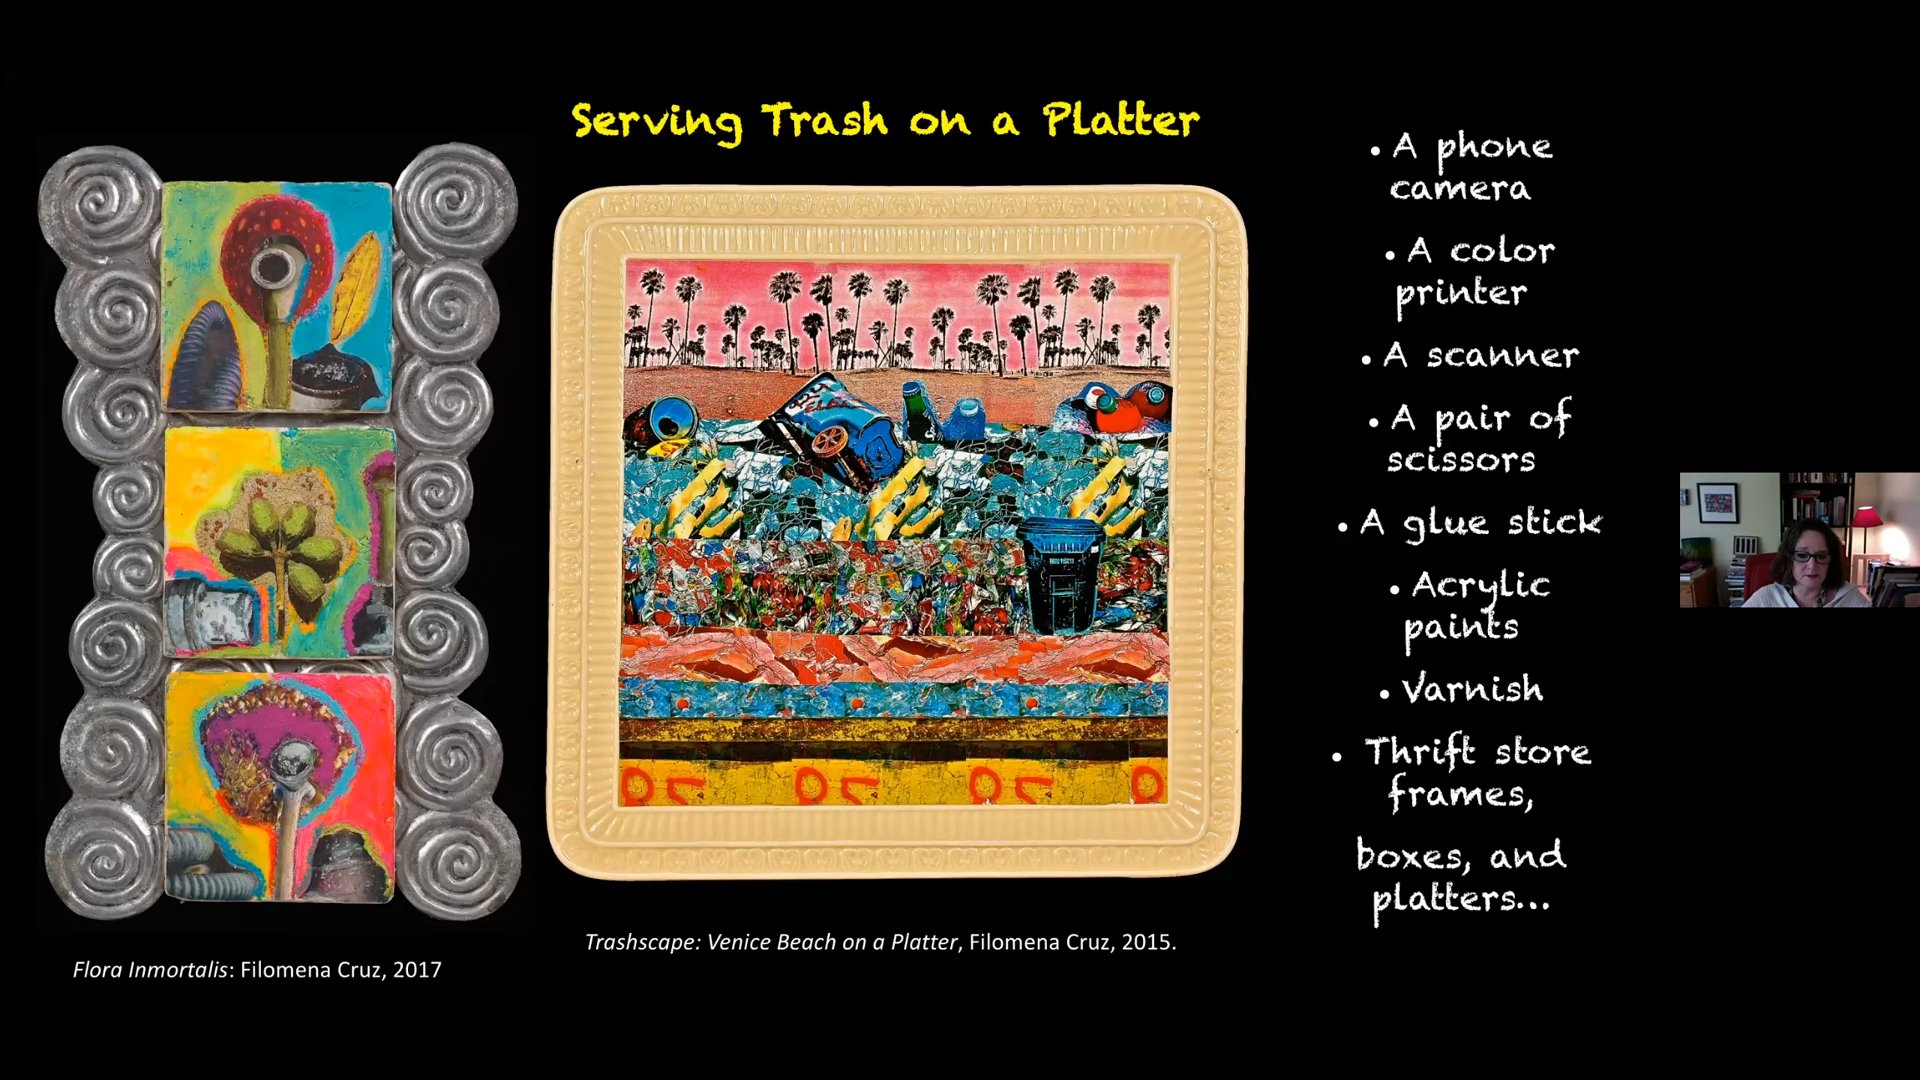 Serving Trash on a Platter
• A phone
camera
• A color
printer
• A scanner
• A pair of
scissors
• A glue stick
• Acrylic
paints
• Varnish
• Thrift store
frames,
boxes, and
platters...
Trashscape: Venice Beach on a Platter, Filomena Cruz, 2015.
Flora Inmortalis: Filomena Cruz, 2017